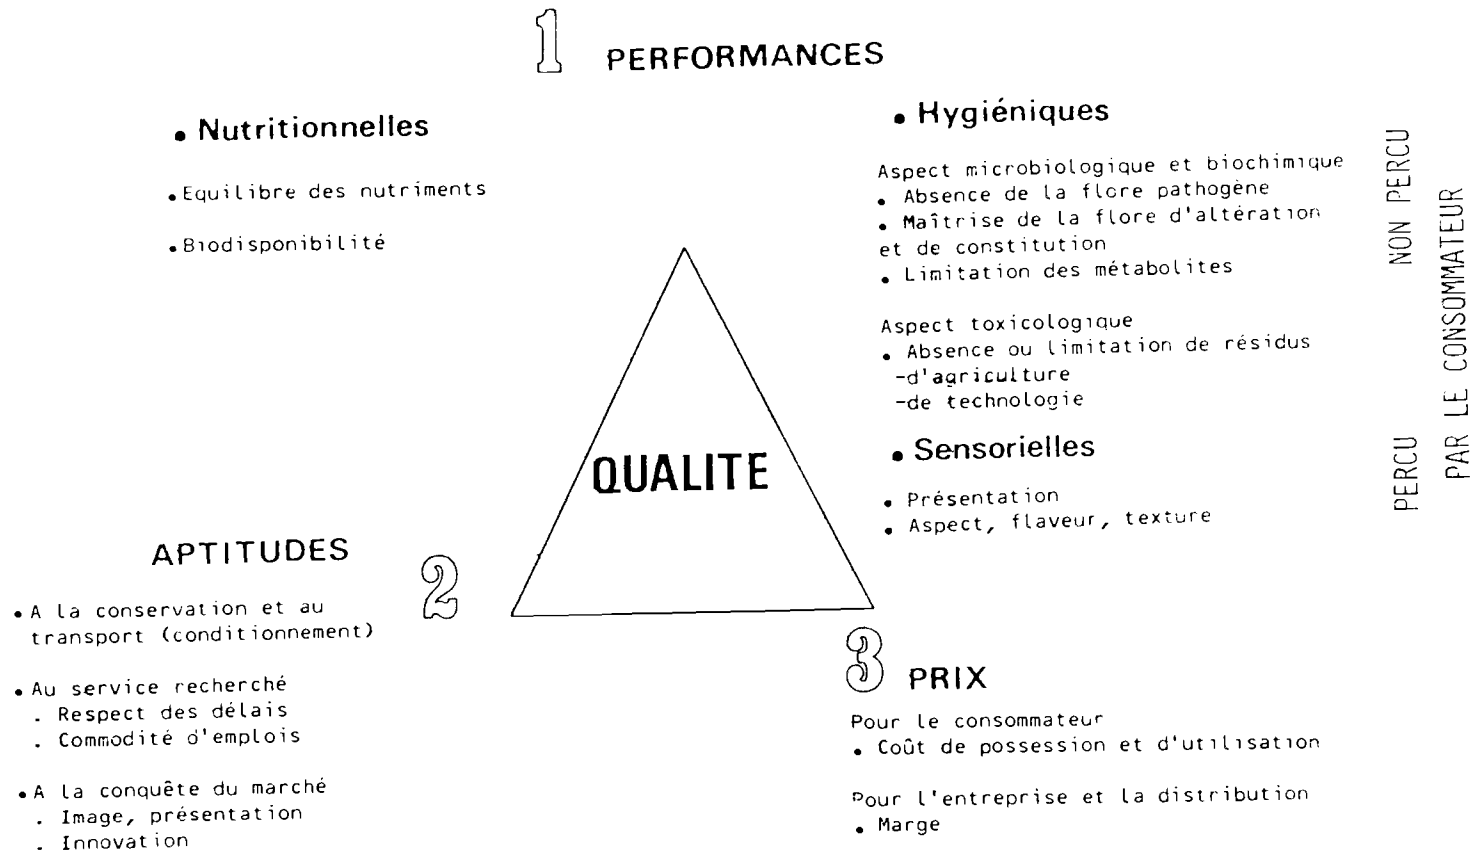 1 PERFORMANCES
• Nutritionnelles
• Equilibre des nutriments
• Biodisponibilité
• Hygiéniques
Aspect microbiologique et biochimique
• Absence de la flore pathogène
• Maîtrise de la flore d'altération
et de constitution
• Limitation des métabolites
Aspect toxicologique
• Absence ou limitation de résidus
-d'agriculture
-de technologie
• Sensorielles
• Présentation
• Aspect, flaveur, texture
NON PERCU
PERCU
PAR LE CONSOMMATEUR
QUALITE
APTITUDES
2
• A la conservation et au
transport (conditionnement)
• Au service recherché
. Respect des délais
. Commodité d'emplois
• A la conquête du marché
. Image, présentation
. Innovation
3 PRIX
Pour le consommateur
• Coût de possession et d'utilisation
Pour l'entreprise et la distribution
• Marge